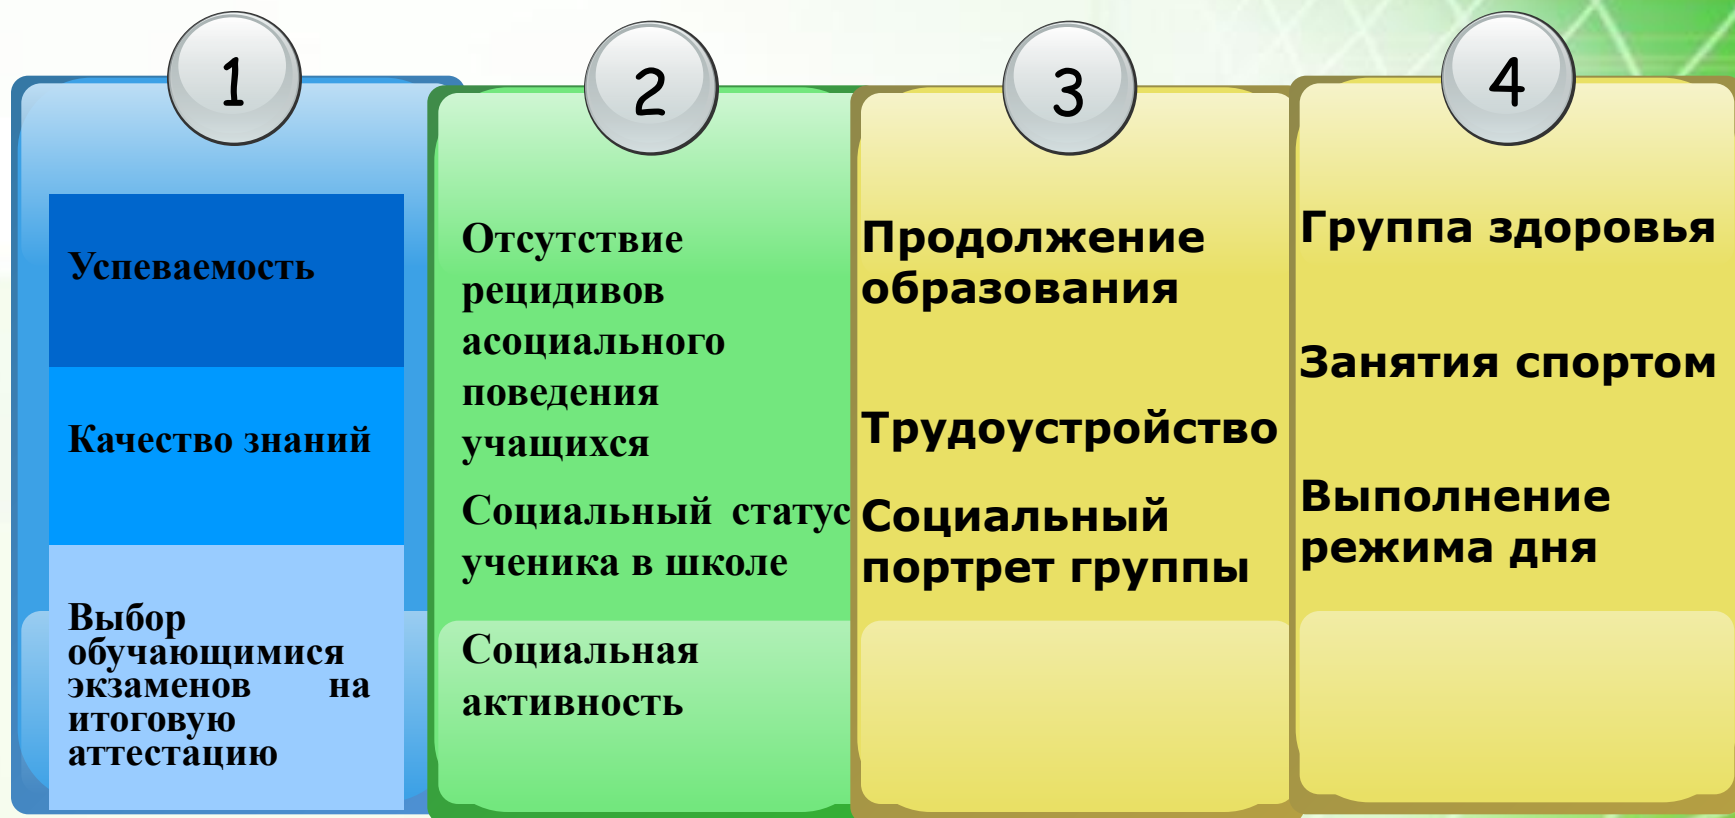 1
Успеваемость
Качество знаний
Выбор
обучающимися
экзаменов на
итоговую
аттестацию
2
Отсутствие
рецидивов
асоциального
поведения
учащихся
Социальный статус
ученика в школе
Социальная
активность
3
Продолжение
образования
Трудоустройство
Социальный
портрет группы
4
Группа здоровья
Занятия спортом
Выполнение
режима дня